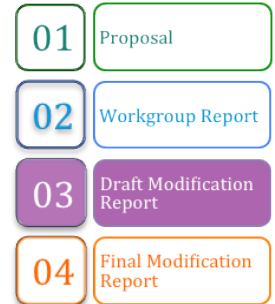 01
Proposal
02
Workgroup Report
03
Draft Modification
Report
04
Final Modification
Report